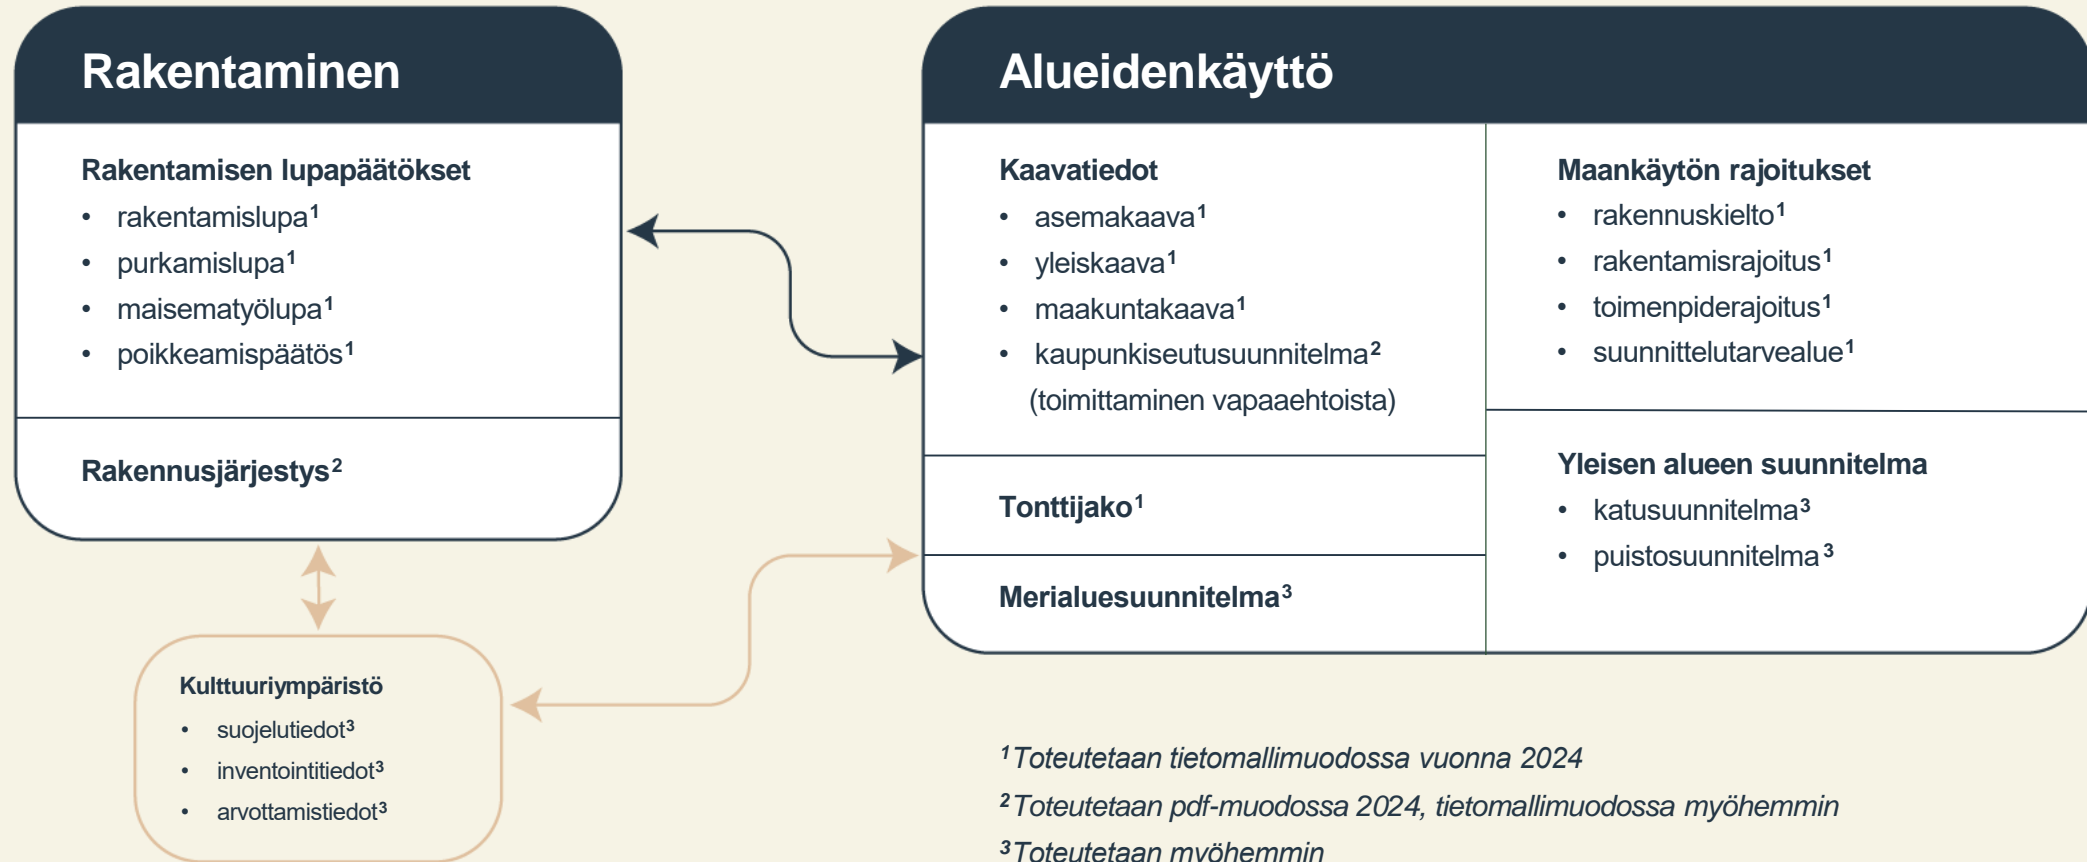 Rakentaminen
Rakentamisen lupapäätökset
• rakentamislupa¹
• purkamislupa¹
• maisematyölupa¹
• poikkeamispäätös¹
Rakennusjärjestys²
Kulttuuriympäristö
• suojelutiedot³
• inventointitiedot³
• arvottamistiedot³
Alueidenkäyttö
Kaavatiedot
• asemakaava¹
• yleiskaava¹
• maakuntakaava¹
• kaupunkiseutusuunnitelma²
(toimittaminen vapaaehtoista)
Tonttijako¹
Merialuesuunnitelma³
Maankäytön rajoitukset
• rakennuskielto¹
• rakentamisrajoitus¹
• toimenpiderajoitus¹
• suunnittelutarvealue¹
Yleisen alueen suunnitelma
• katusuunnitelma³
• puistosuunnitelma³
¹Toteutetaan tietomallimuodossa vuonna 2024
²Toteutetaan pdf-muodossa 2024, tietomallimuodossa myöhemmin
³Toteutetaan myöhemmin